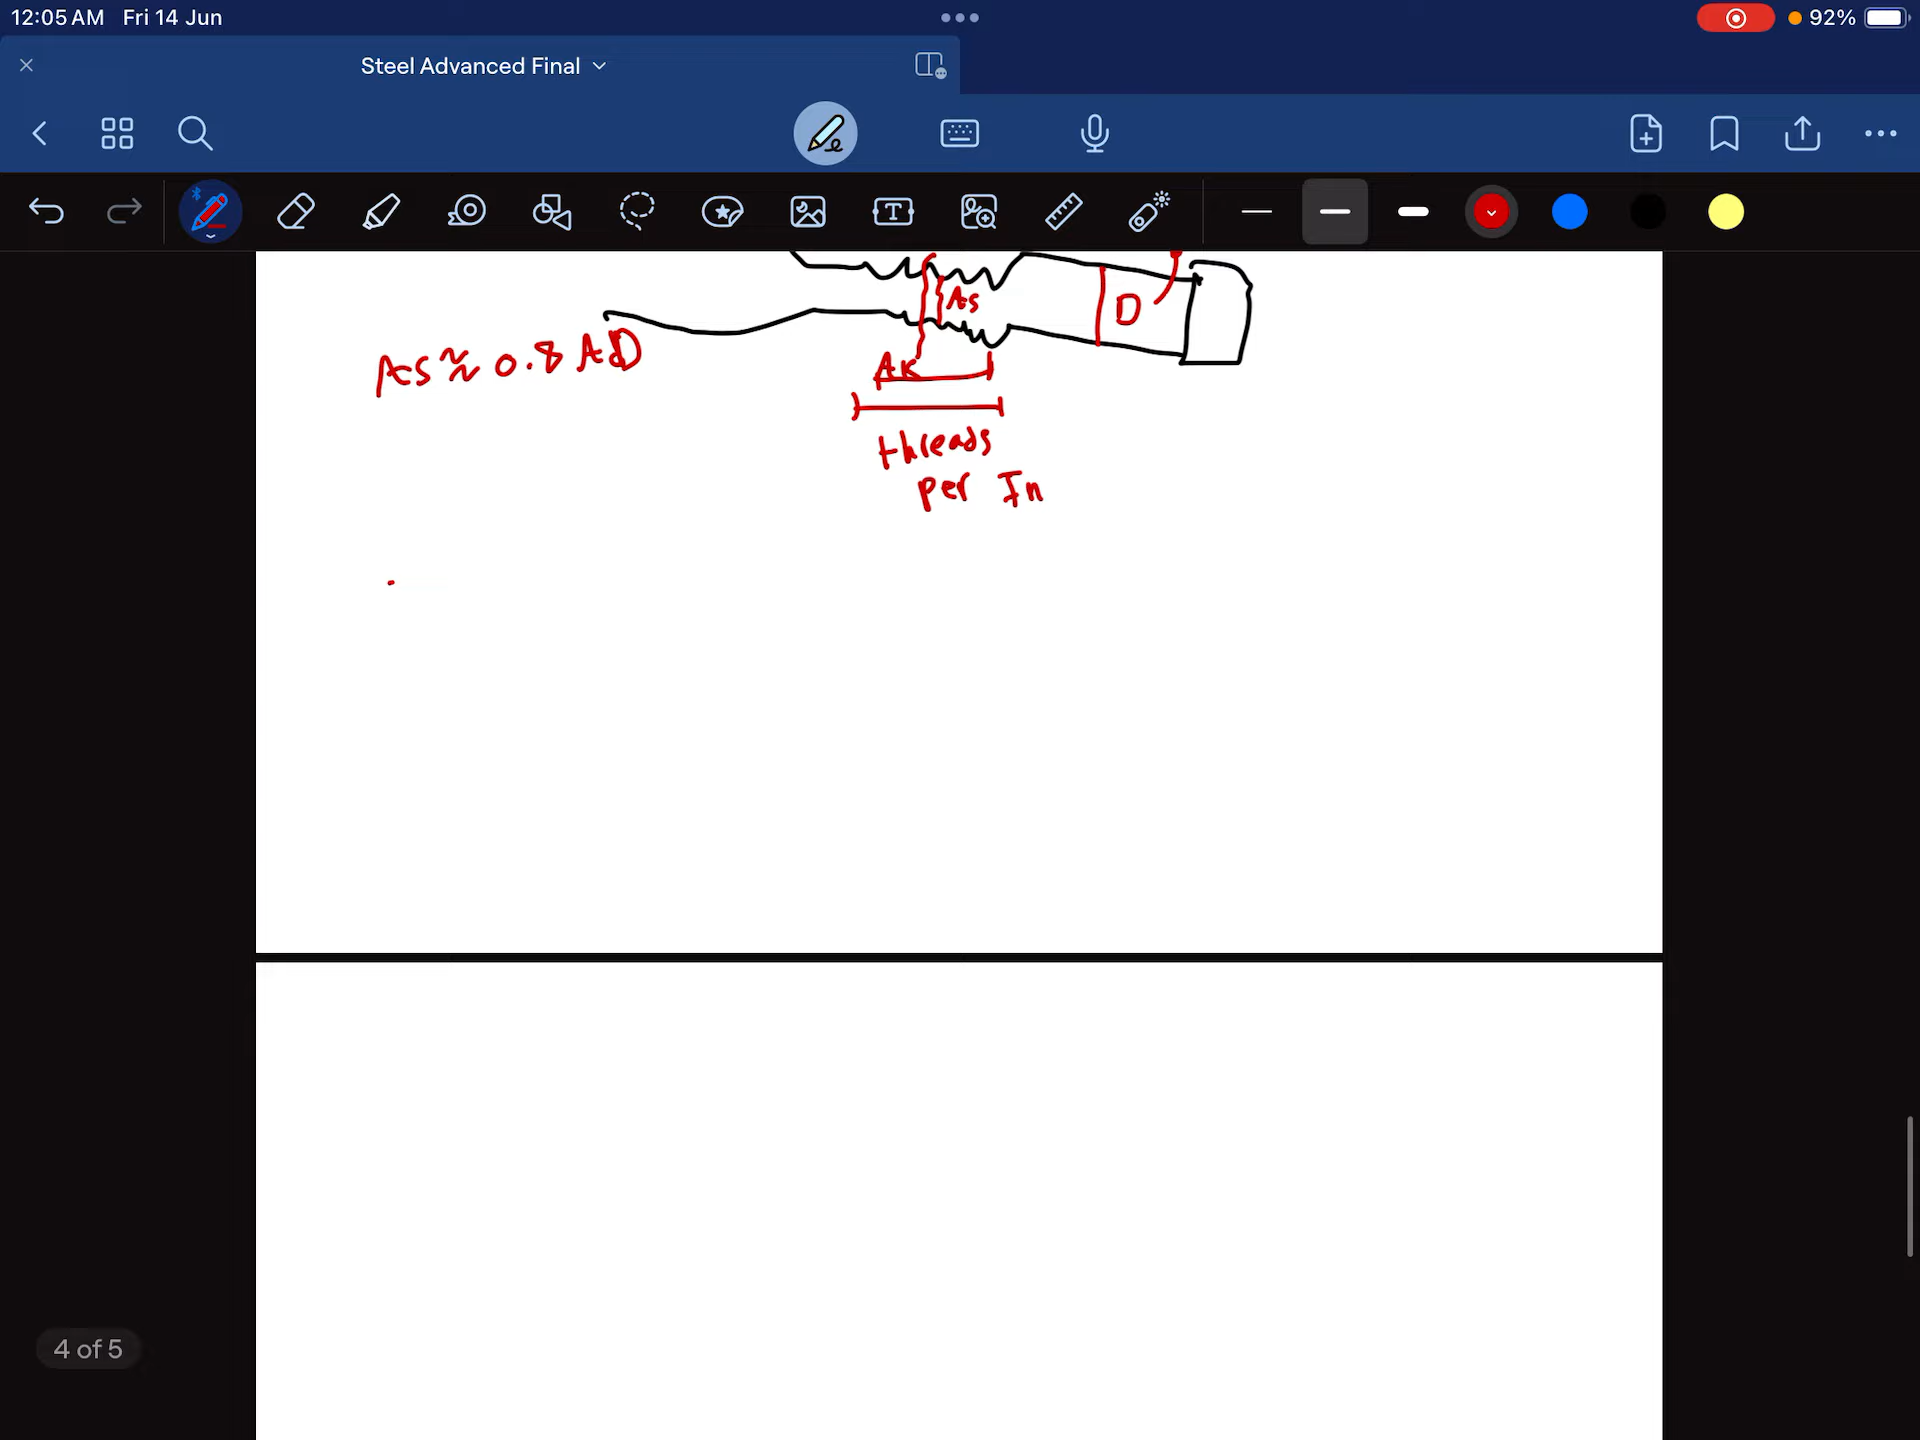 12:05 AM Fri 14 Jun
92%
Steel Advanced Final
As
D
As ≈ 0.8 AD
AK
threads
per In
4 of 5